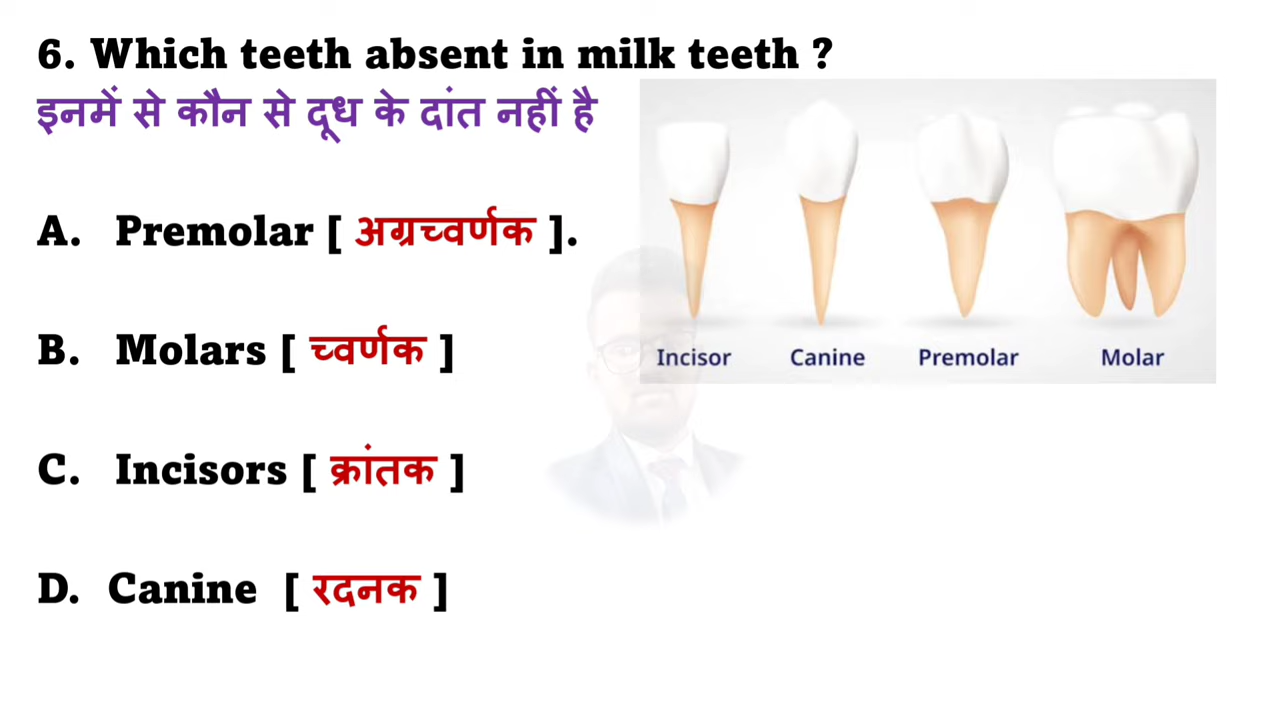 6. Which teeth absent in milk teeth ?
इनमें से कौन से दूध के दांत नहीं है
A. Premolar [ अग्रच्वर्णक ].
B. Molars [ च्वर्णक ]
C. Incisors [ क्रांतक ]
D. Canine [ रदनक ]
Incisor Canine Premolar Molar